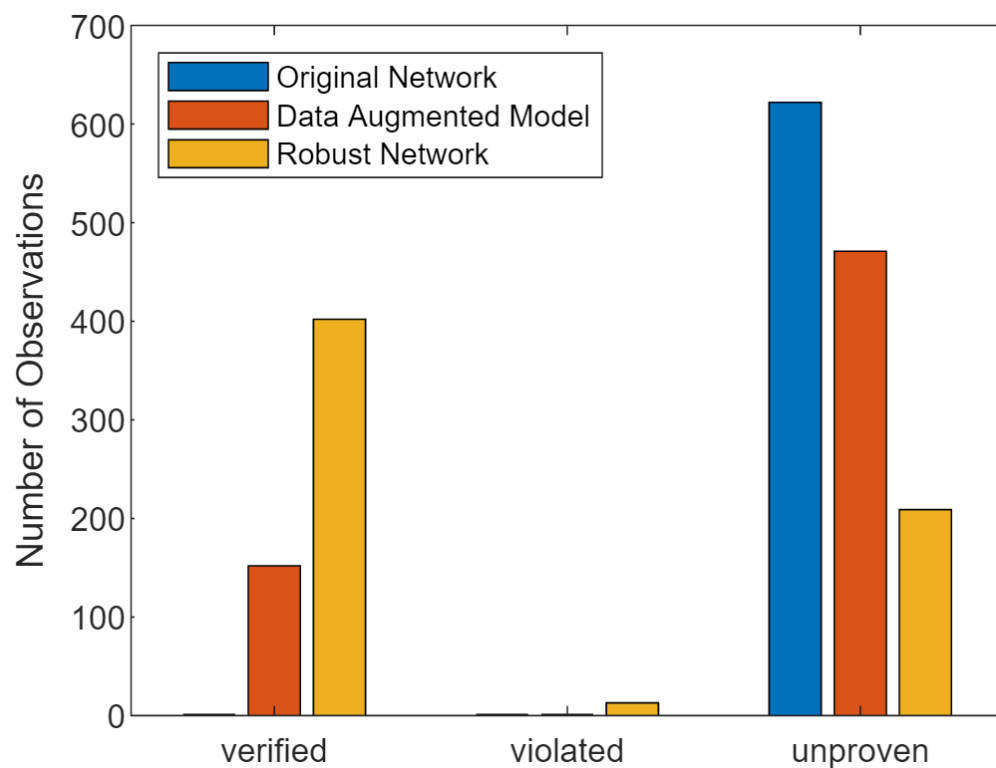 700
600
500
400
300
200
100
0
Number of Observations
Original Network
Data Augmented Model
Robust Network
verified
violated
unproven